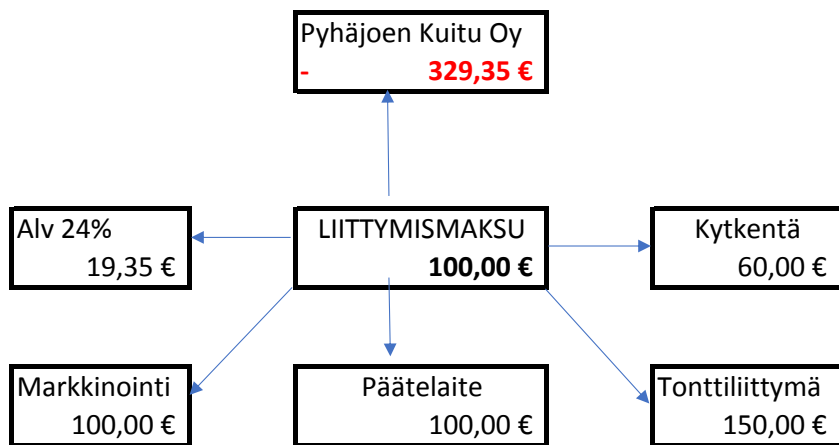 Pyhäjoen Kuitu Oy
- 329,35 €
Alv 24%
19,35 €
LIITTYMISMAKSU
100,00 €
Kytkentä
60,00 €
Markkinointi
100,00 €
Päätelaite
100,00 €
Tonttiliittymä
150,00 €